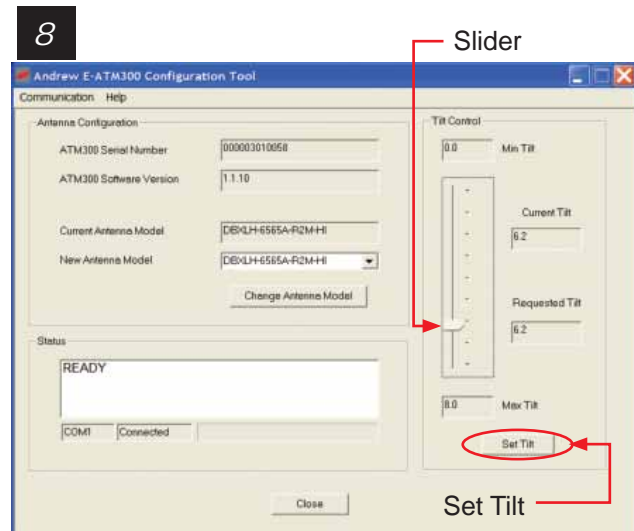 8
Slider
Andrew E-ATM300 Configuration Tool
Communication Help
Antenna Configuration
ATM300 Serial Number 000003010058
ATM300 Software Version 1.1.10
Current Antenna Model DBXLH-6565A-R2M-HI
New Antenna Model DBXLH-6565A-R2M-HI
Change Antenna Model
Status
READY
COM1 Connected
Tilt Control
0.0 Min Tilt
Current Tilt
6.2
Requested Tilt
6.2
8.0 Max Tilt
Set Tilt
Close
Set Tilt